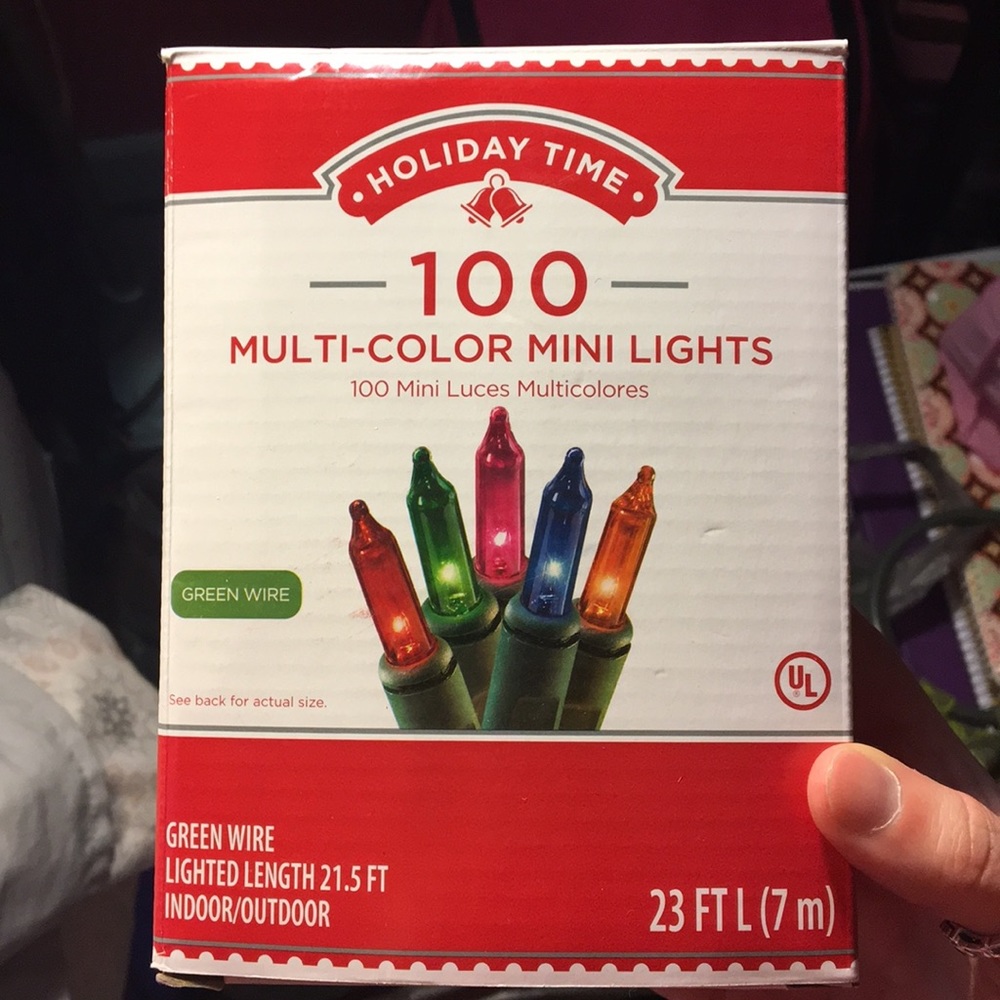 HOLIDAY TIME
100
MULTI-COLOR MINI LIGHTS
100 Mini Luces Multicolores
GREEN WIRE
UL
See back for actual size.
GREEN WIRE
LIGHTED LENGTH 21.5 FT
INDOOR/OUTDOOR
23 FT L (7 m)